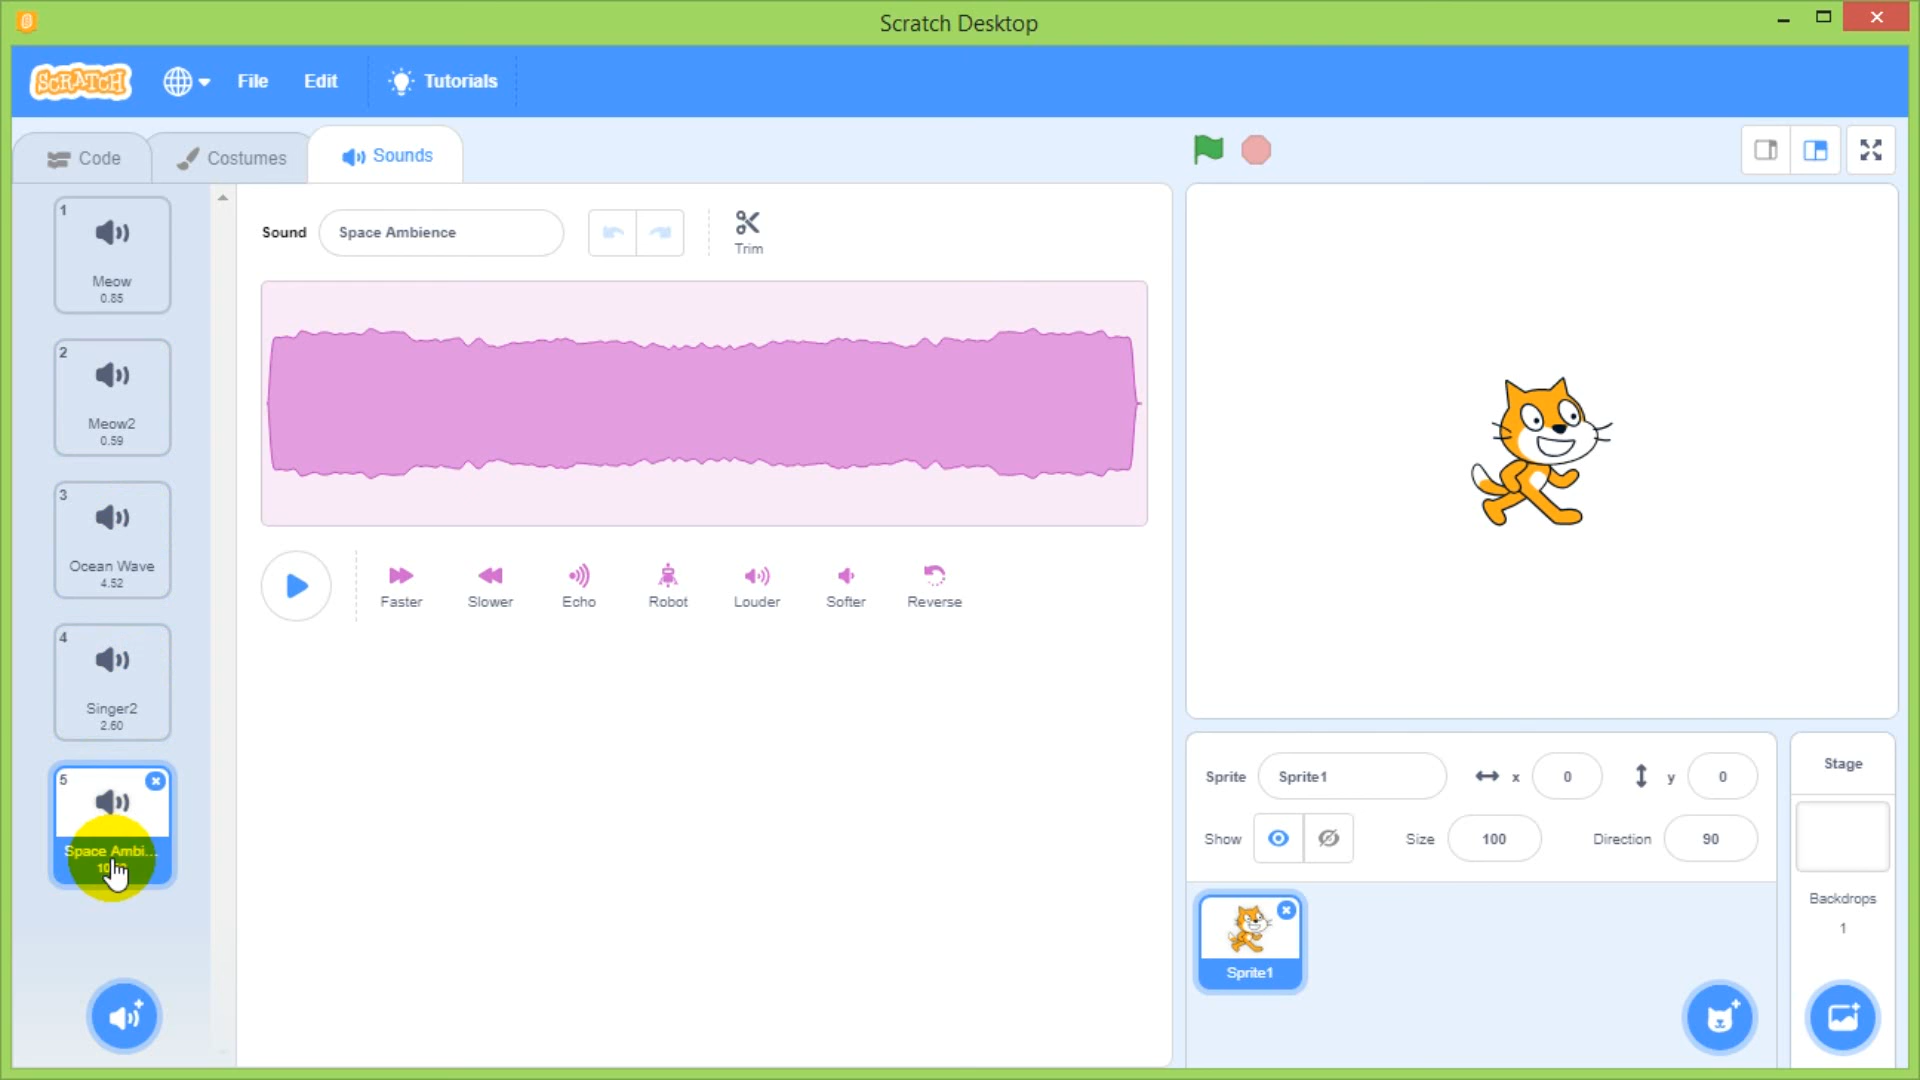 Scratch Desktop
SCRATCH
File
Edit
Tutorials
Code
Costumes
Sounds
1
Meow
0.85
2
Meow2
0.59
3
Ocean Wave
4.52
4
Singer2
2.60
5
Space Ambi...
Sound
Space Ambience
Trim
Faster
Slower
Echo
Robot
Louder
Softer
Reverse
Sprite
Sprite1
x
0
y
0
Show
Size
100
Direction
90
Sprite1
Stage
Backdrops
1